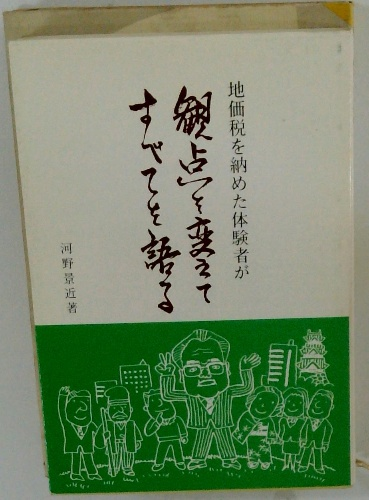 地価税を納めた体験者が
観点を変えて
すべてを語る
河野景近著